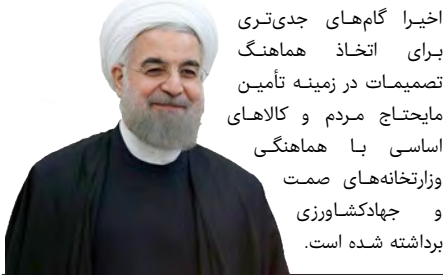 اخیرا گام‌های جدی‌تری
برای اتخاذ هماهنگ
تصمیمات در زمینه تأمین
مایحتاج مردم و کالاهای
اساسی با هماهنگی
وزارتخانه‌های صمت
و جهادکشاورزی
برداشته شده است.